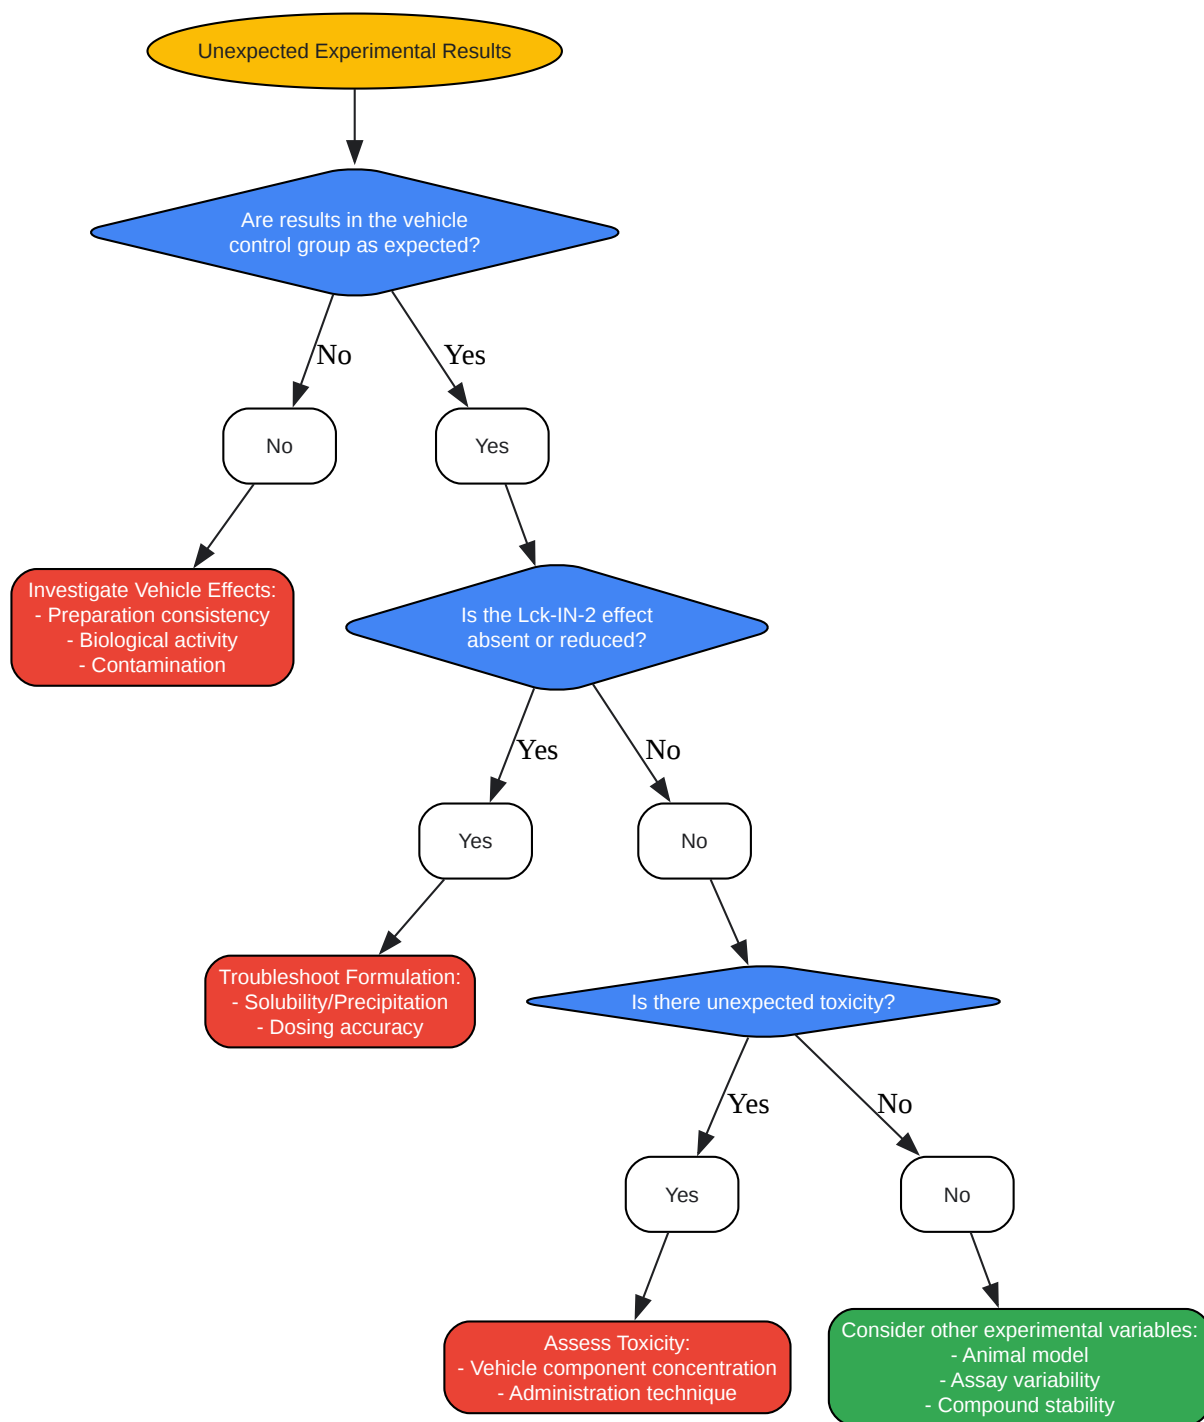 Unexpected Experimental Results
Are results in the vehicle
control group as expected?
No
Yes
No
Yes
Investigate Vehicle Effects:
- Preparation consistency
- Biological activity
- Contamination
Is the Lck-IN-2 effect
absent or reduced?
Yes
No
Yes
No
Troubleshoot Formulation:
- Solubility/Precipitation
- Dosing accuracy
Is there unexpected toxicity?
Yes
No
Yes
No
Assess Toxicity:
- Vehicle component concentration
- Administration technique
Consider other experimental variables:
- Animal model
- Assay variability
- Compound stability